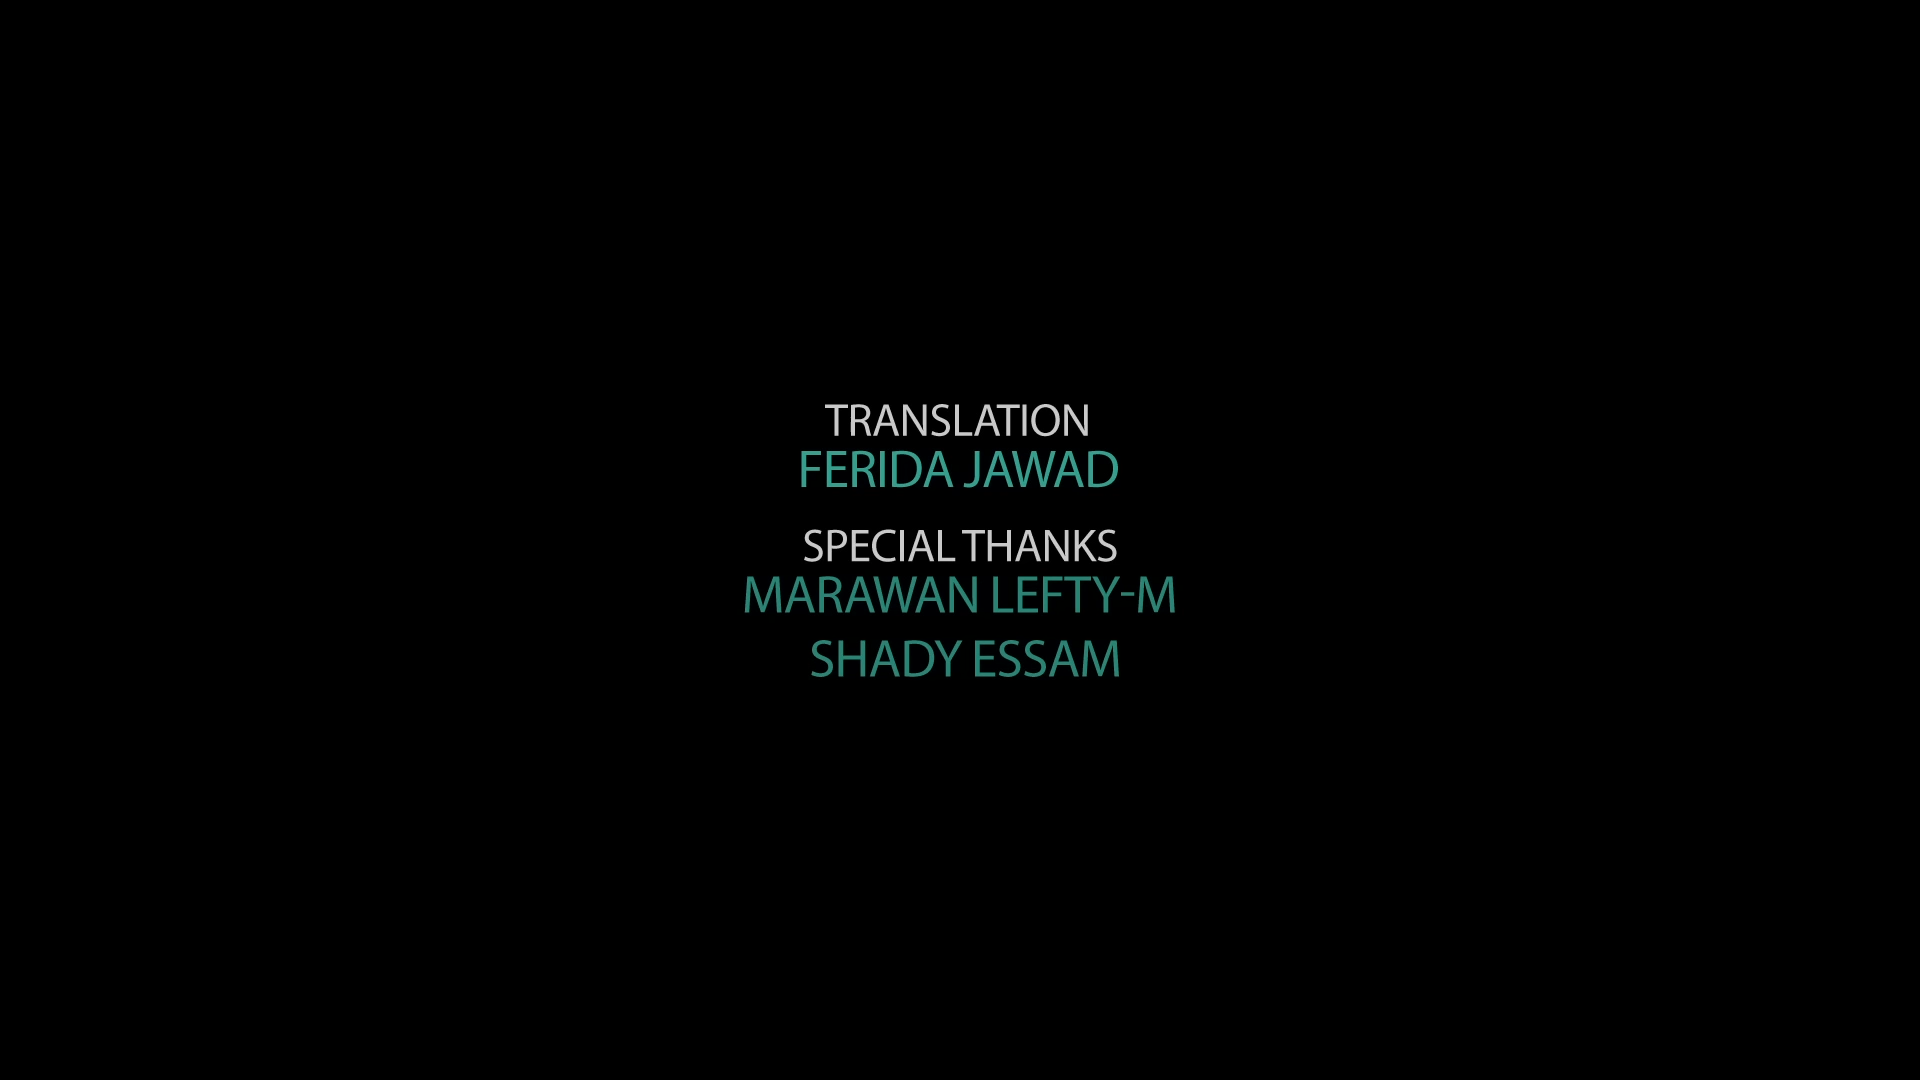 TRANSLATION
FERIDA JAWAD
SPECIAL THANKS
MARAWAN LEFTY-M
SHADY ESSAM